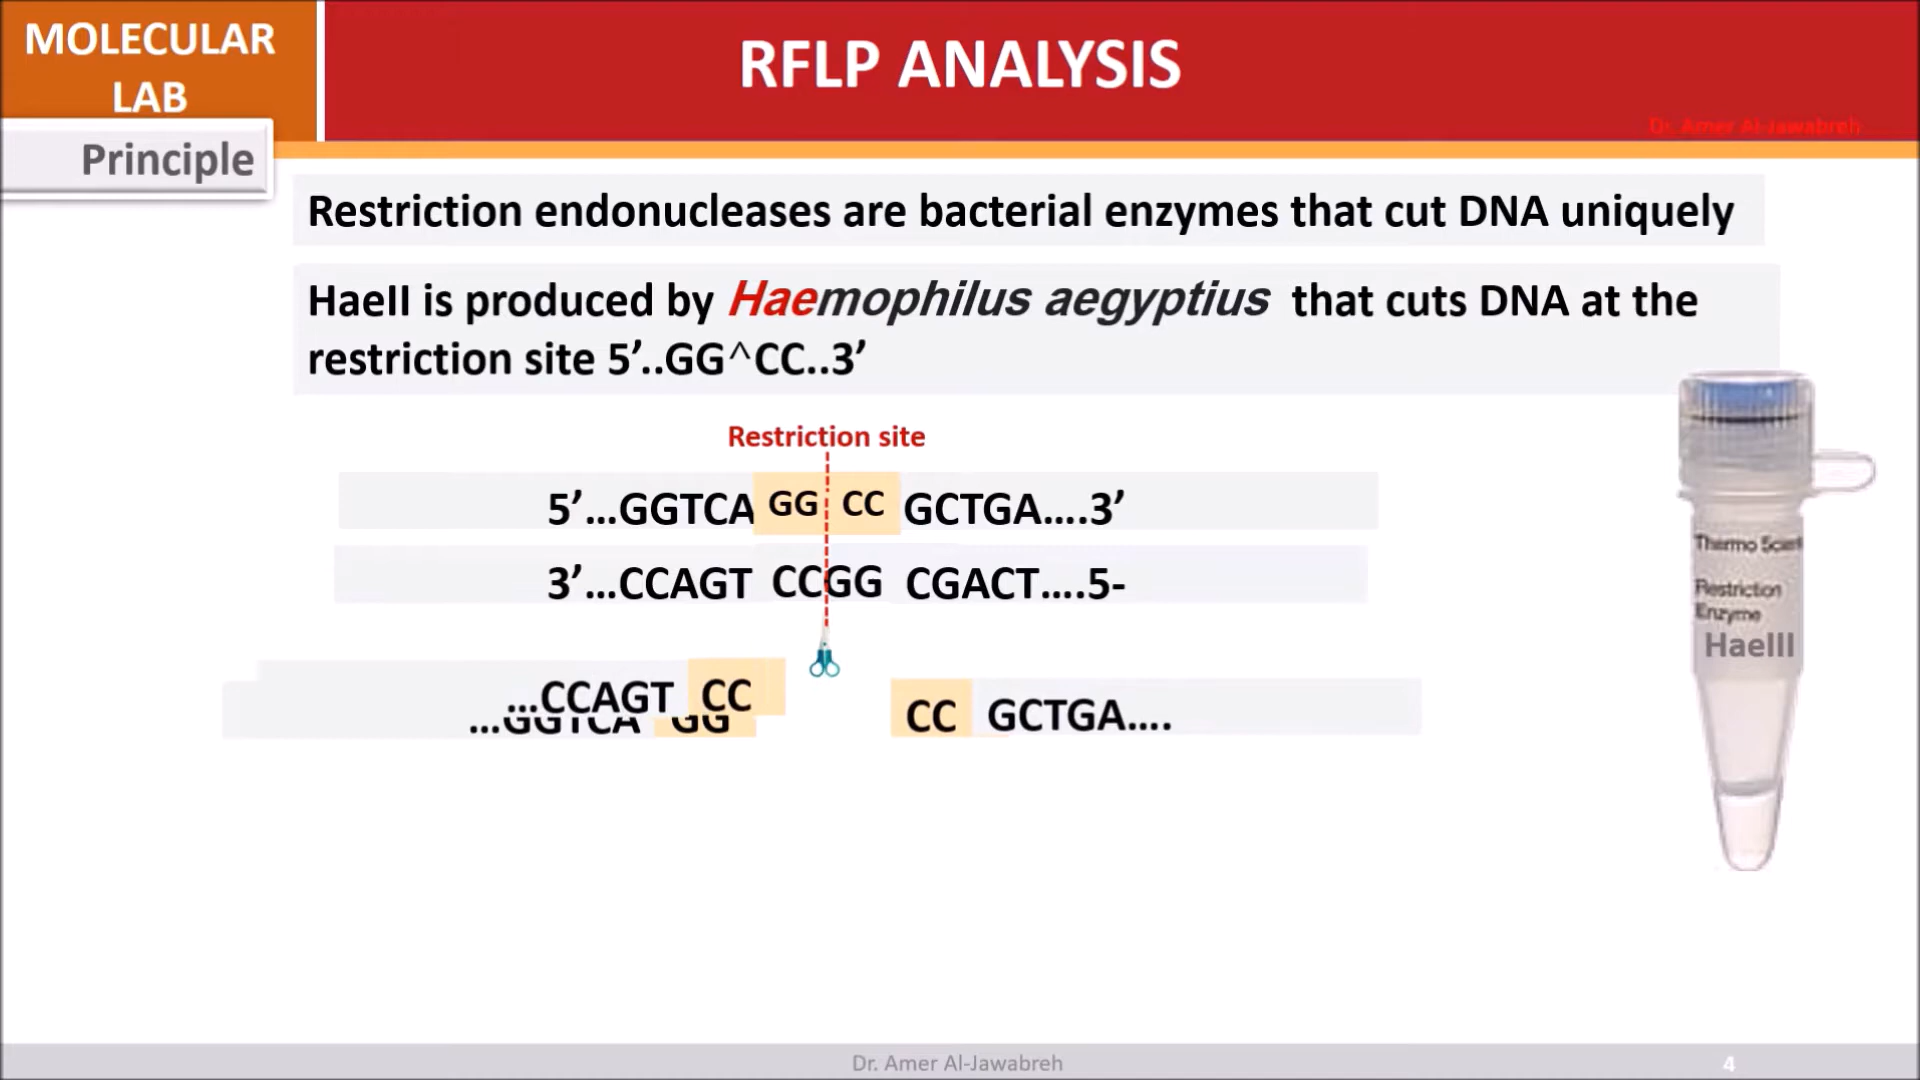 MOLECULAR
LAB
RFLP ANALYSIS
Dr. Amer Al-Jawabreh
Principle
Restriction endonucleases are bacterial enzymes that cut DNA uniquely
HaeII is produced by Haemophilus aegyptius that cuts DNA at the
restriction site 5’..GG^CC..3’
Restriction site
5’...GGTCA GG CC GCTGA....3’
3’...CCAGT CCGG CGACT....5-
...CCAGT CC
...GGTCA GG
CC GCTGA....
Restriction
Enzyme
HaeIII
Dr. Amer Al-Jawabreh
4